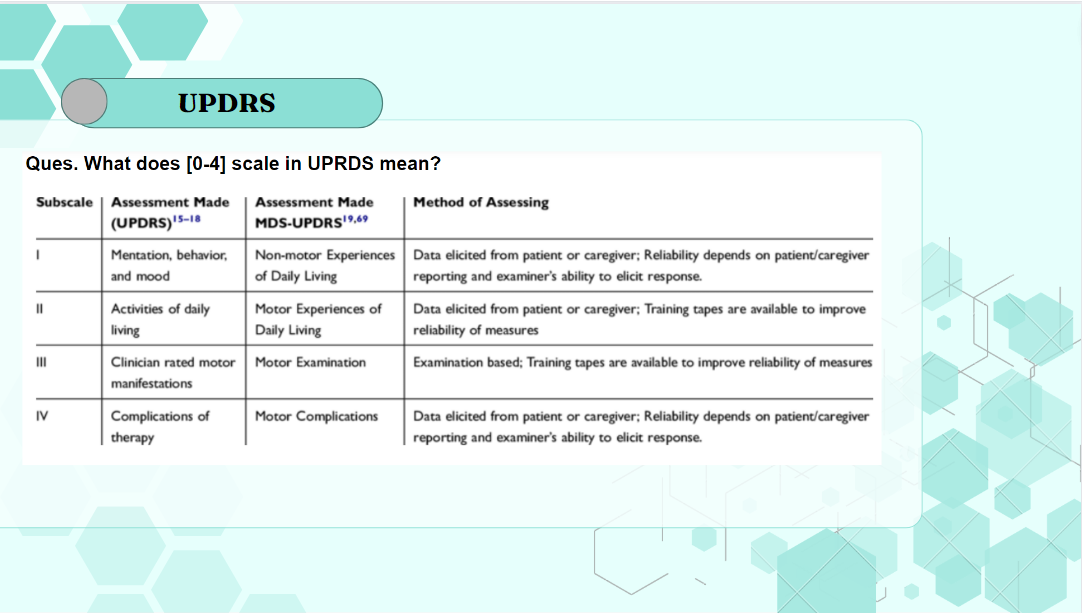 UPDRS
Ques. What does [0-4] scale in UPRDS mean?
Subscale Assessment Made (UPDRS)15–18 Assessment Made MDS-UPDRS19,69 Method of Assessing
I Mentation, behavior, and mood Non-motor Experiences of Daily Living Data elicited from patient or caregiver; Reliability depends on patient/caregiver reporting and examiner's ability to elicit response.
II Activities of daily living Motor Experiences of Daily Living Data elicited from patient or caregiver; Training tapes are available to improve reliability of measures
III Clinician rated motor manifestations Motor Examination Examination based; Training tapes are available to improve reliability of measures
IV Complications of therapy Motor Complications Data elicited from patient or caregiver; Reliability depends on patient/caregiver reporting and examiner's ability to elicit response.